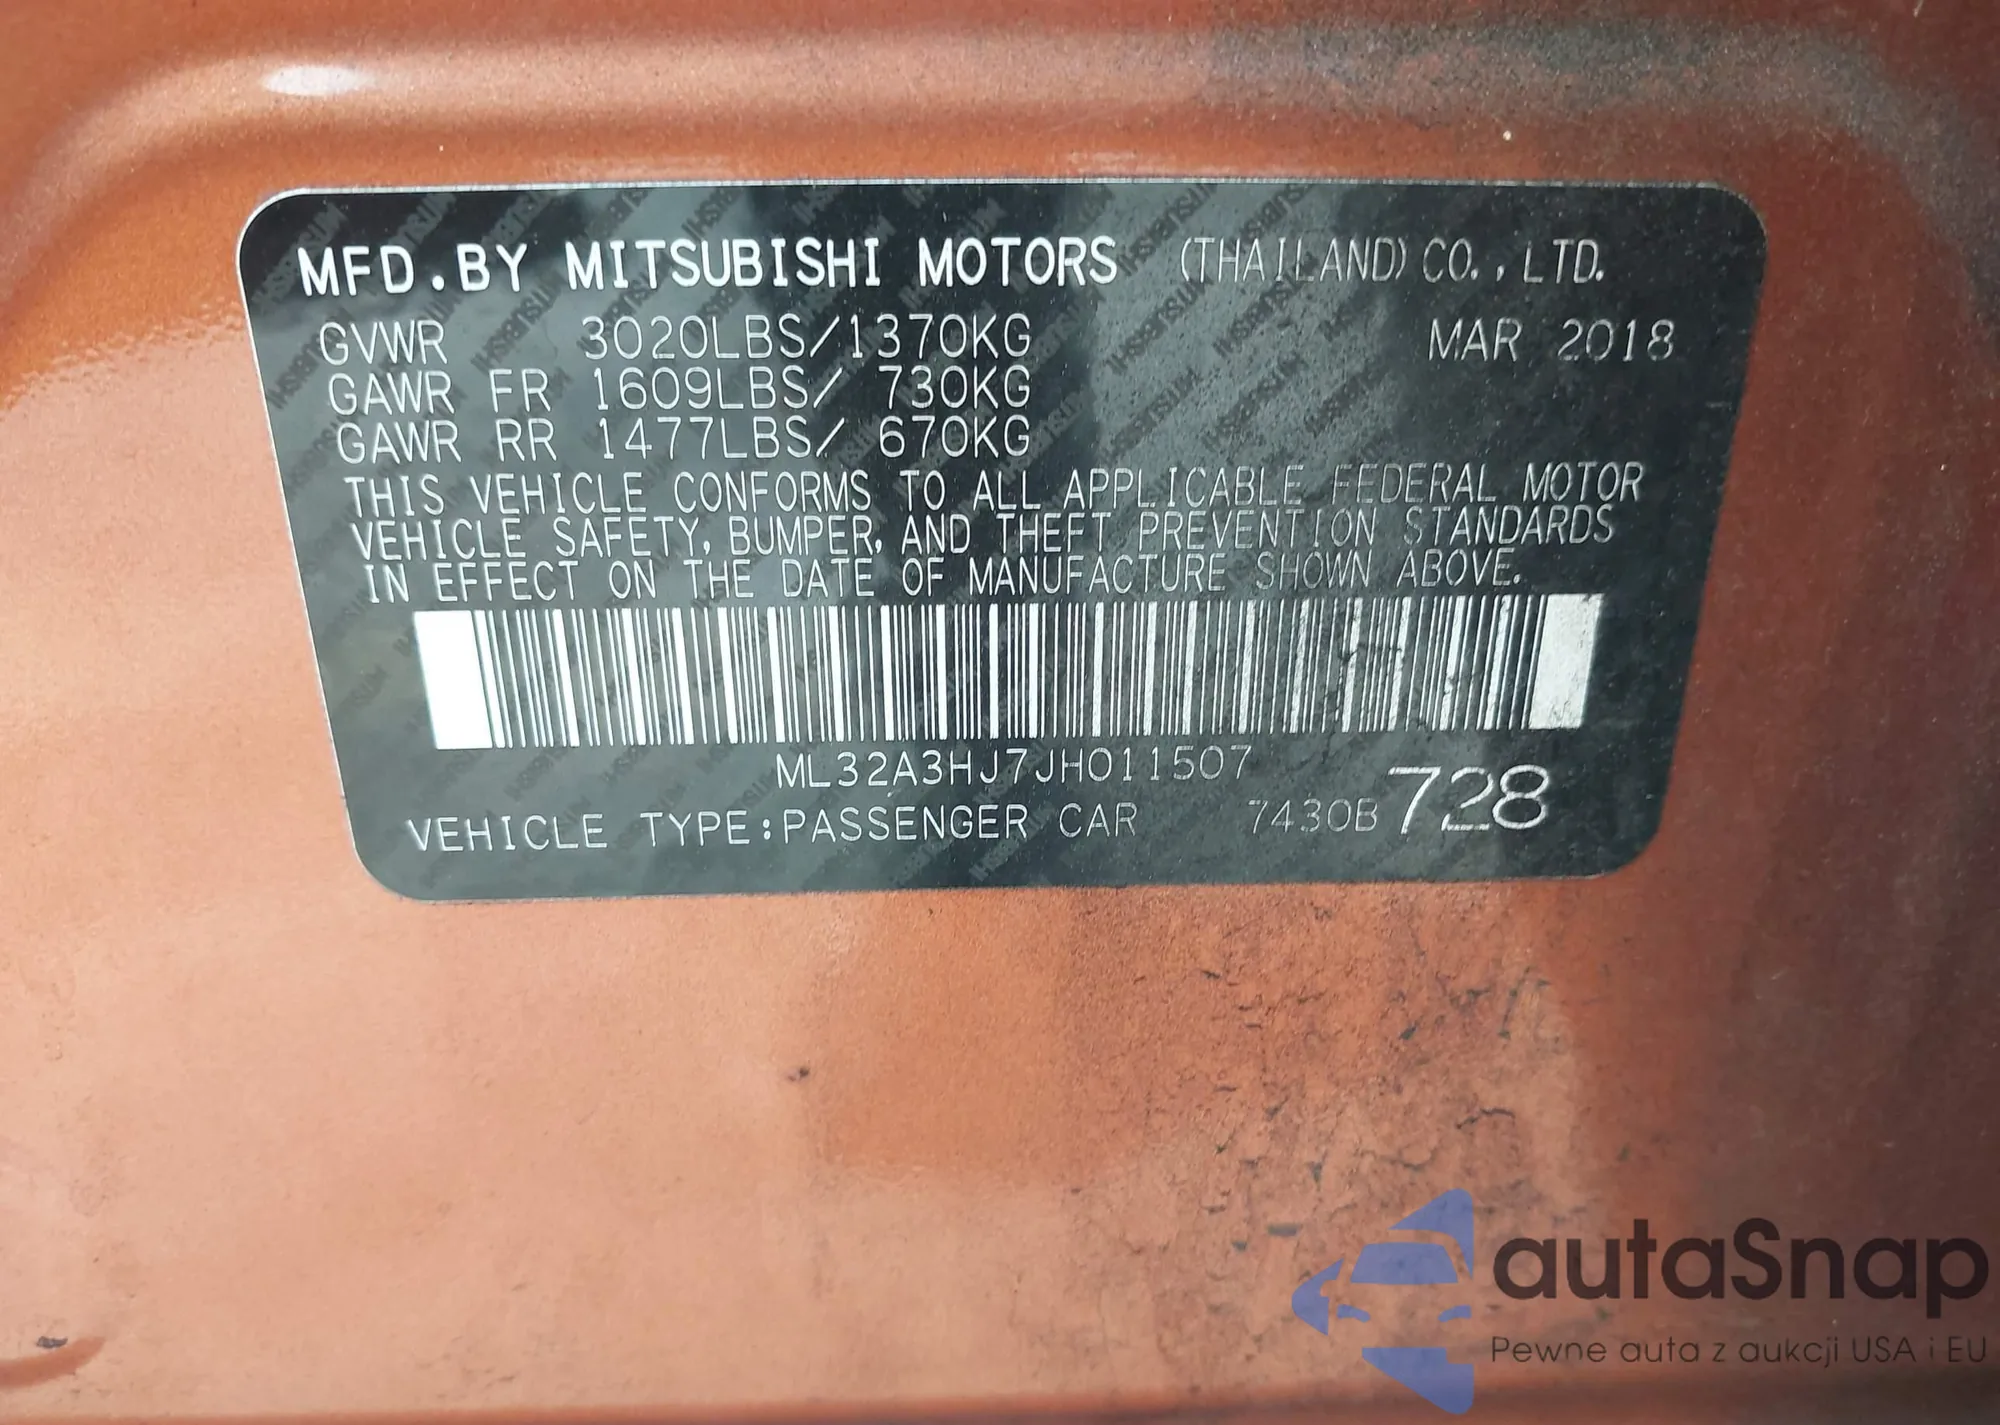 MFD.BY MITSUBISHI MOTORS (THAILAND) CO.,LTD.
GVWR 3020LBS/1370KG MAR 2018
GAWR FR 1609LBS/ 730KG
GAWR RR 1477LBS/ 670KG
THIS VEHICLE CONFORMS TO ALL APPLICABLE FEDERAL MOTOR
VEHICLE SAFETY, BUMPER, AND THEFT PREVENTION STANDARDS
IN EFFECT ON THE DATE OF MANUFACTURE SHOWN ABOVE.
ML32A3HJ7JH011507
VEHICLE TYPE:PASSENGER CAR 7430B 728
autaSnap
Pewne auta z aukcji USA i EU